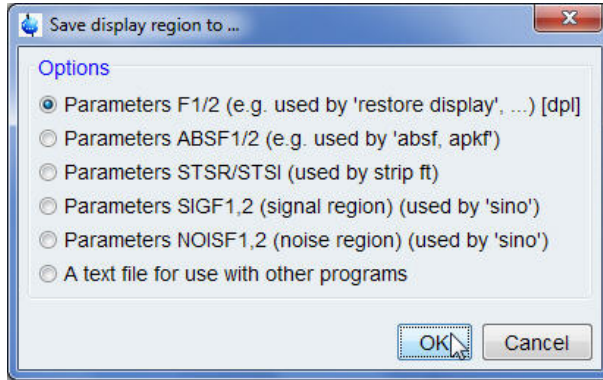 Save display region to ...
Options
Parameters F1/2 (e.g. used by 'restore display', ...) [dpl]
Parameters ABSF1/2 (e.g. used by 'absf, apkf')
Parameters STSR/STSI (used by strip ft)
Parameters SIGF1,2 (signal region) (used by 'sino')
Parameters NOISF1,2 (noise region) (used by 'sino')
A text file for use with other programs
OK Cancel